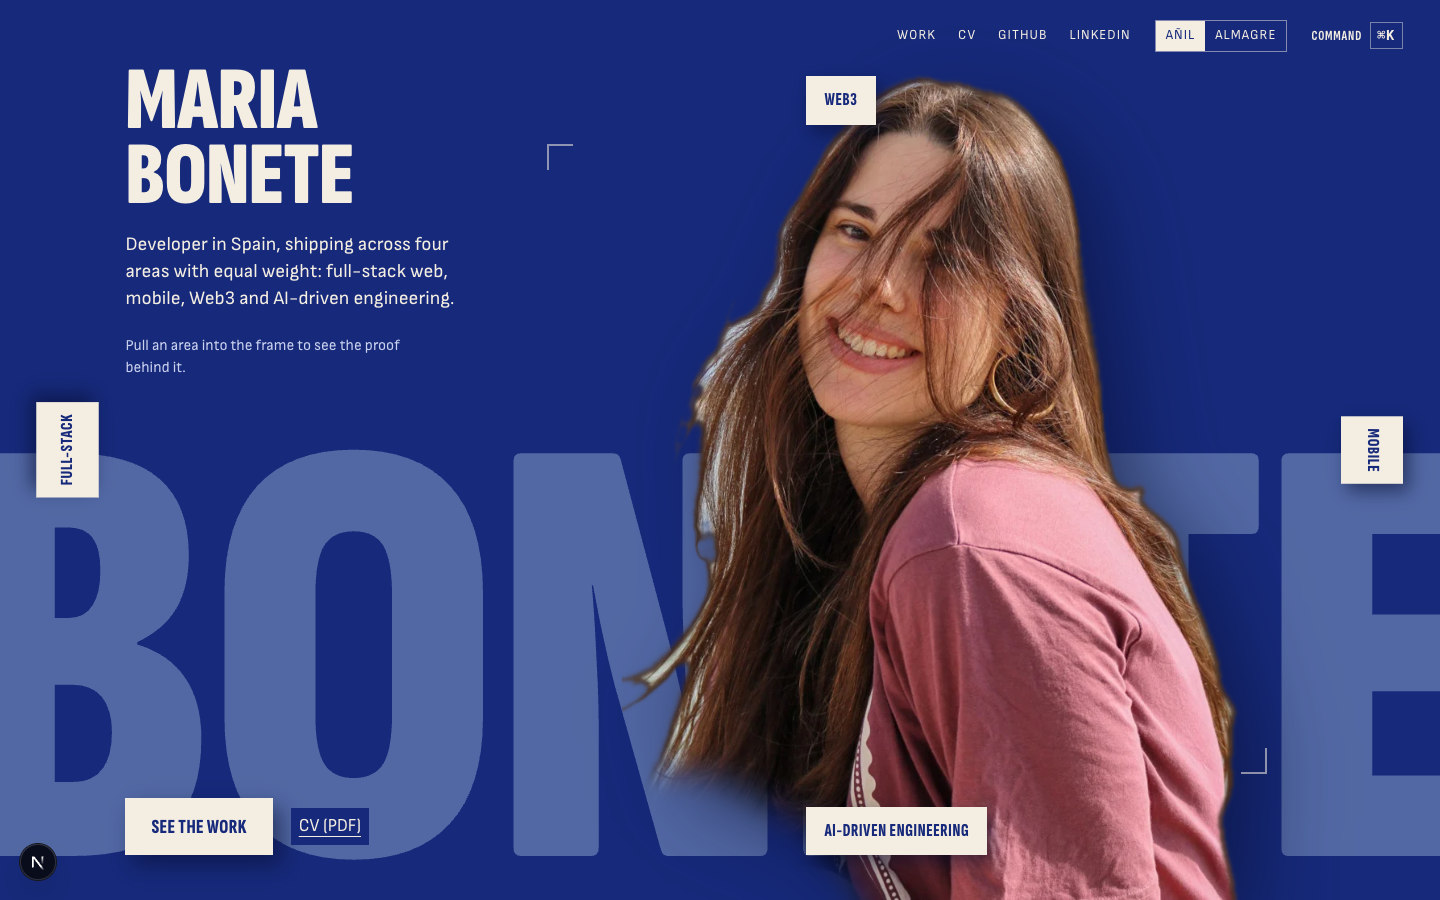 WORK CV GITHUB LINKEDIN AÑIL ALMAGRE COMMAND ⌘K
MARIA
BONETE
WEB3
Developer in Spain, shipping across four
areas with equal weight: full-stack web,
mobile, Web3 and AI-driven engineering.
Pull an area into the frame to see the proof
behind it.
FULL-STACK
MOBILE
BON TE
SEE THE WORK
CV (PDF)
AI-DRIVEN ENGINEERING
N